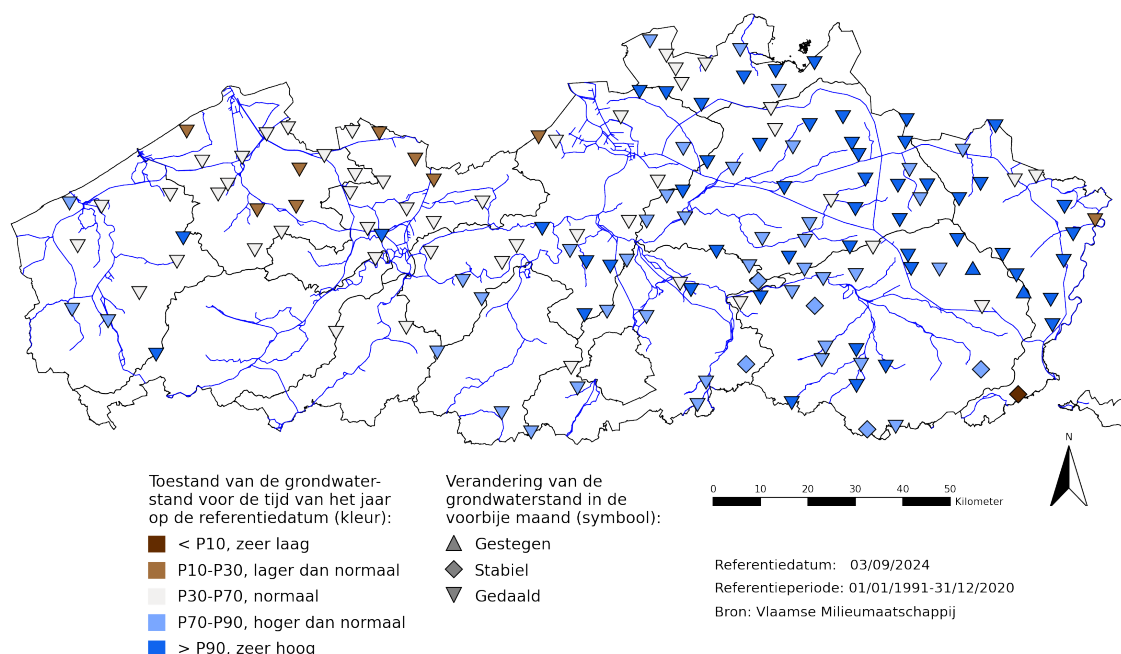 Toestand van de grondwater-
stand voor de tijd van het jaar
op de referentiedatum (kleur):
< P10, zeer laag
P10-P30, lager dan normaal
P30-P70, normaal
P70-P90, hoger dan normaal
> P90, zeer hoog
Verandering van de
grondwaterstand in de
voorbije maand (symbool):
Gestegen
Stabiel
Gedaald
N
0 10 20 30 40 50
Kilometer
Referentiedatum: 03/09/2024
Referentieperiode: 01/01/1991-31/12/2020
Bron: Vlaamse Milieumaatschappij